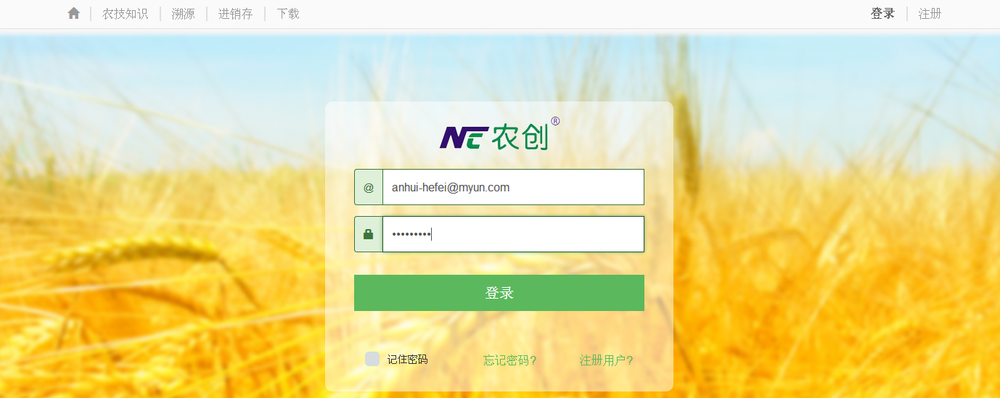 农技知识 溯源 进销存 下载 登录 注册
NC农创®
@ anhui-hefei@myun.com
•••••••••
登录
记住密码 忘记密码? 注册用户?